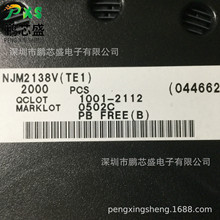 PXS
鹏芯盛
深圳市鹏芯盛电子有限公司
NJM2138V(TE1)
2000 PCS (044662
QCLOT 1001-2112
MARKLOT 0502C
PB FREE(B)
深圳市鹏芯盛电子有限公司
pengxingsheng.1688.com